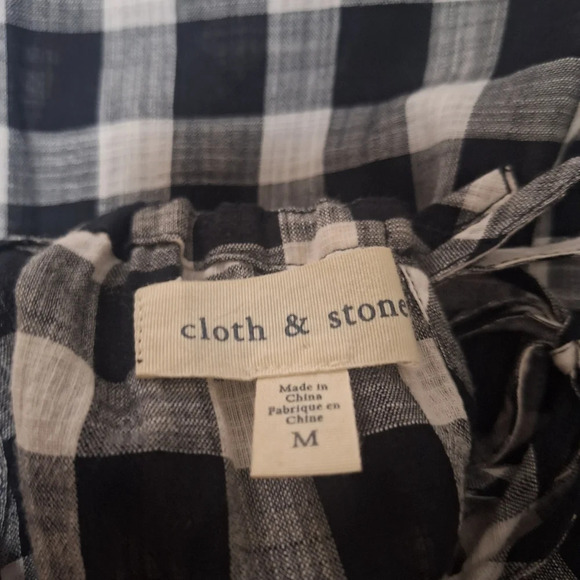 cloth & stone
Made in
China
Fabrique en
Chine
M